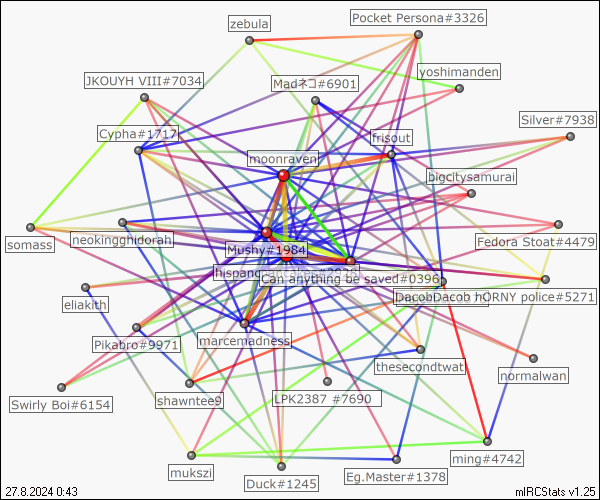 zebula
Pocket Persona#3326
yoshimanden
JKOUYH VIII#7034
Madネコ#6901
Silver#7938
Cypha#1717
frisout
moonraven
bigcitysamurai
somass
neokingghidorah
Mushy#1984
Fedora Stoat#4479
Can anything be saved#0396
eliakith
DacobDacob
hORNY police#5271
Pikabro#9971
marcemadness
thesecondtwat
normalwan
Swirly Boi#6154
shawntee9
LPK2387 #7690
mukszi
Duck#1245
Eg.Master#1378
ming#4742
27.8.2024 0:43
mIRCStats v1.25